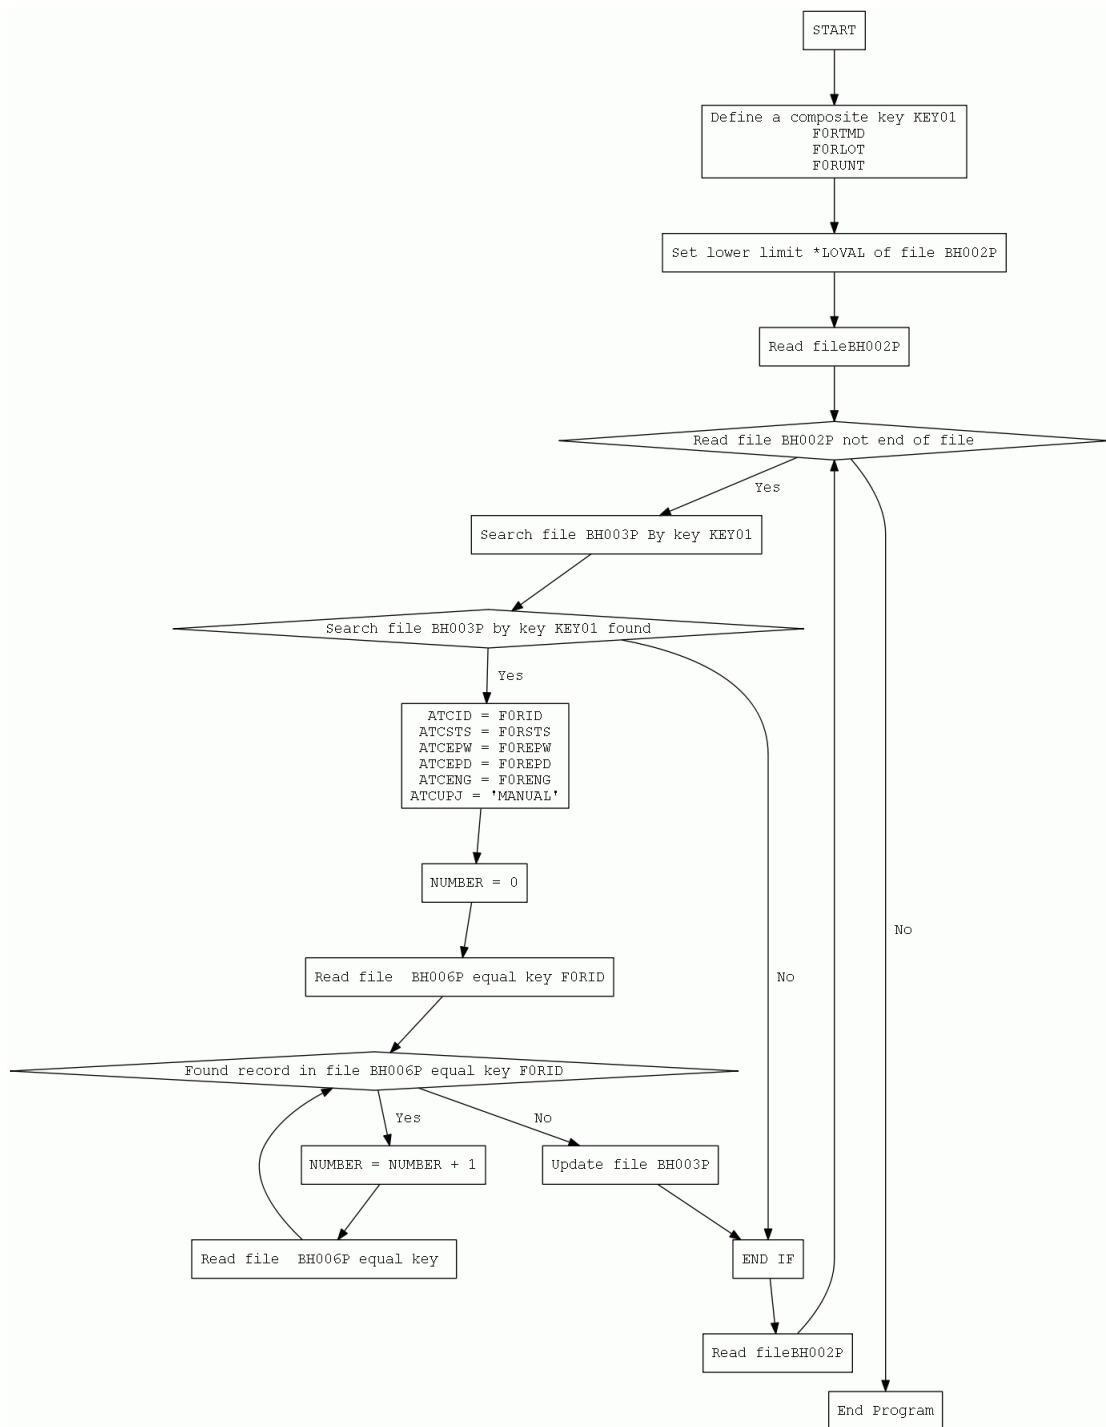 START
Define a composite key KEY01
F0RTMD
F0RLOT
F0RUNT
Set lower limit *LOVAL of file BH002P
Read fileBH002P
Read file BH002P not end of file
Yes
Search file BH003P By key KEY01
Search file BH003P by key KEY01 found
Yes
ATCID = F0RID
ATCSTS = F0RSTS
ATCEPW = F0REPW
ATCEPD = F0REPD
ATCENG = F0RENG
ATCUPJ = 'MANUAL'
NUMBER = 0
No
Read file  BH006P equal key F0RID
No
Found record in file BH006P equal key F0RID
Yes
No
NUMBER = NUMBER + 1
Update file BH003P
Read file  BH006P equal key
END IF
Read fileBH002P
End Program